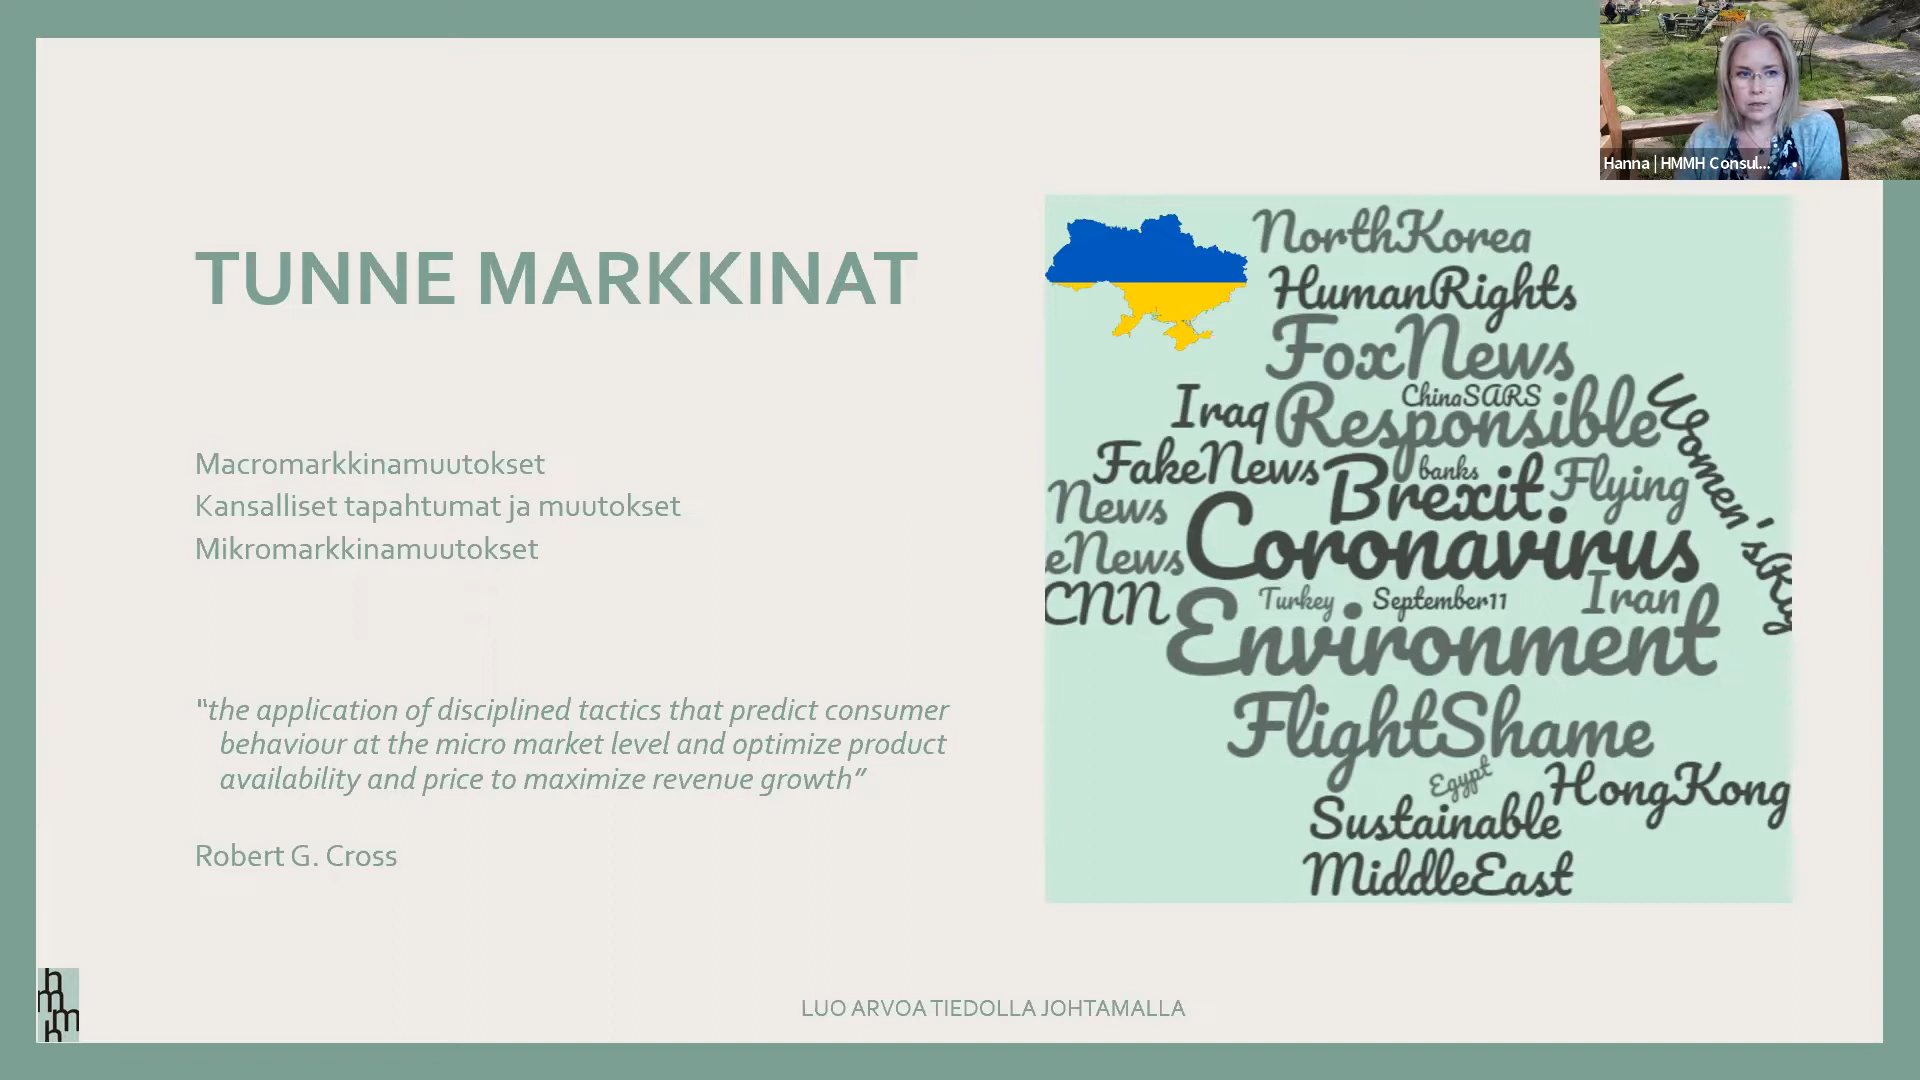 Hanna | HMMH Consul...
TUNNE MARKKINAT
Macromarkkinamuutokset
Kansalliset tapahtumat ja muutokset
Mikromarkkinamuutokset
"the application of disciplined tactics that predict consumer
behaviour at the micro market level and optimize product
availability and price to maximize revenue growth"
Robert G. Cross
NorthKorea
HumanRights
FoxNews
ChinaSARS
Iraq
Responsible
Women'sRig
FakeNews
banks
Brexit
Flying
News
Coronavirus
eNews
CNN
Turkey
September11
Iran
Environment
FlightShame
Egypt
HongKong
Sustainable
MiddleEast
h
m
m
h
LUO ARVOA TIEDOLLA JOHTAMALLA